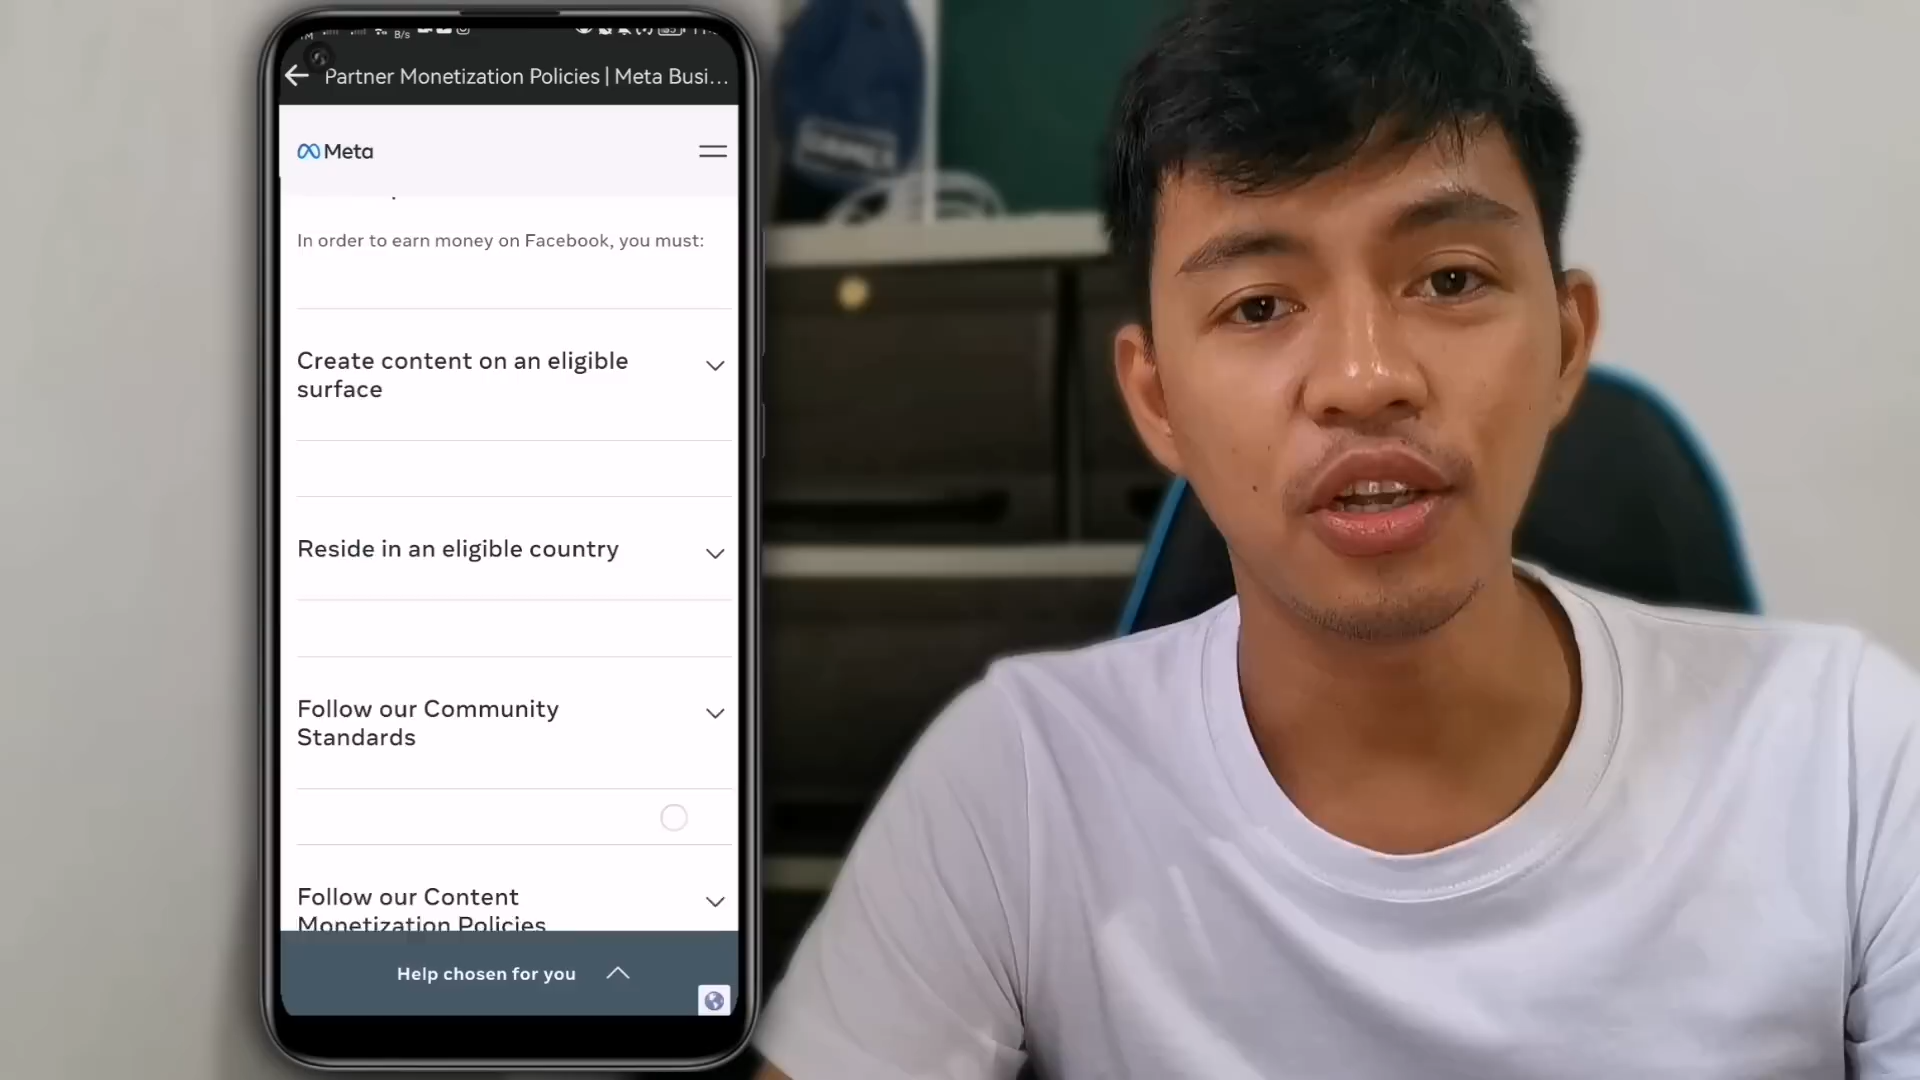 B/s
Partner Monetization Policies | Meta Busi...
Meta
In order to earn money on Facebook, you must:
Create content on an eligible
surface
Reside in an eligible country
Follow our Community
Standards
Follow our Content
Monetization Policies
Help chosen for you